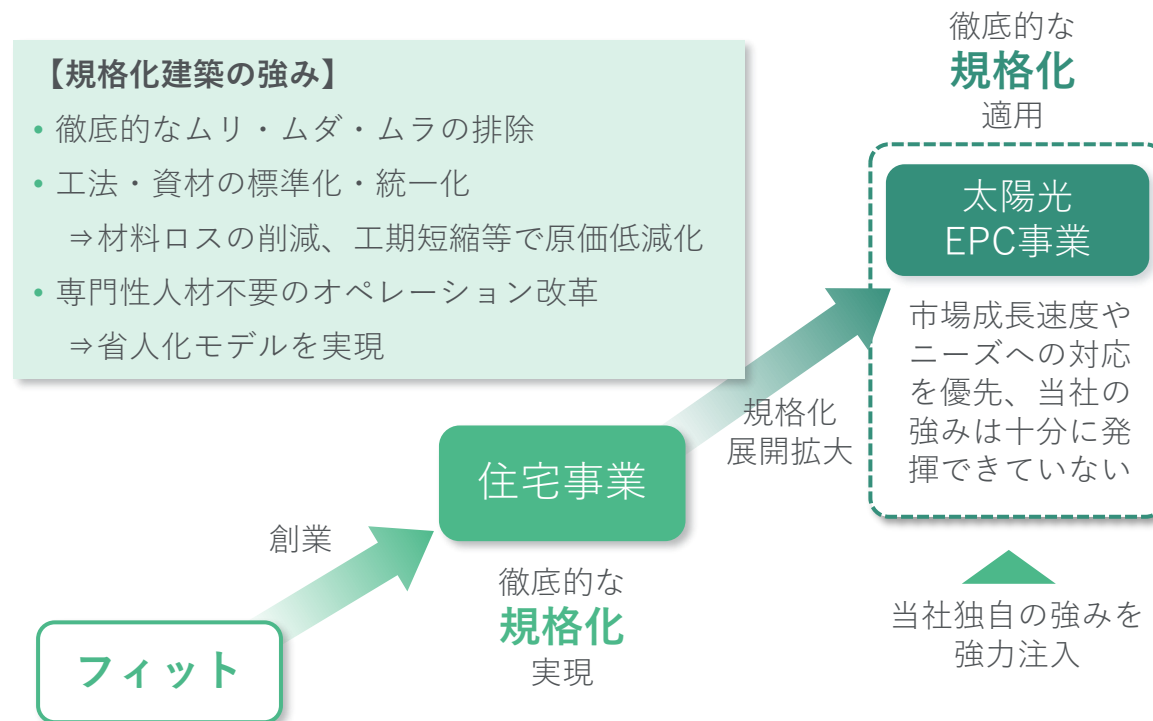 【規格化建築の強み】
• 徹底的なムリ・ムダ・ムラの排除
• 工法・資材の標準化・統一化
⇒材料ロスの削減、工期短縮等で原価低減化
• 専門性人材不要のオペレーション改革
⇒省人化モデルを実現
徹底的な
規格化
適用
太陽光
EPC事業
市場成長速度や
ニーズへの対応
を優先、当社の
強みは十分に発
揮できていない
規格化
展開拡大
住宅事業
創業
徹底的な
規格化
実現
フィット
当社独自の強みを
強力注入